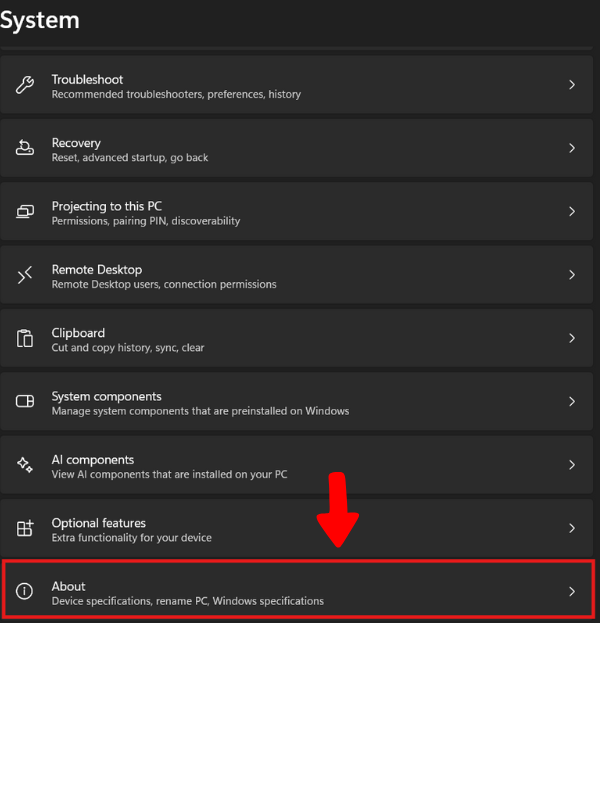 System
Troubleshoot
Recommended troubleshooters, preferences, history
Recovery
Reset, advanced startup, go back
Projecting to this PC
Permissions, pairing PIN, discoverability
Remote Desktop
Remote Desktop users, connection permissions
Clipboard
Cut and copy history, sync, clear
System components
Manage system components that are preinstalled on Windows
AI components
View AI components that are installed on your PC
Optional features
Extra functionality for your device
About
Device specifications, rename PC, Windows specifications